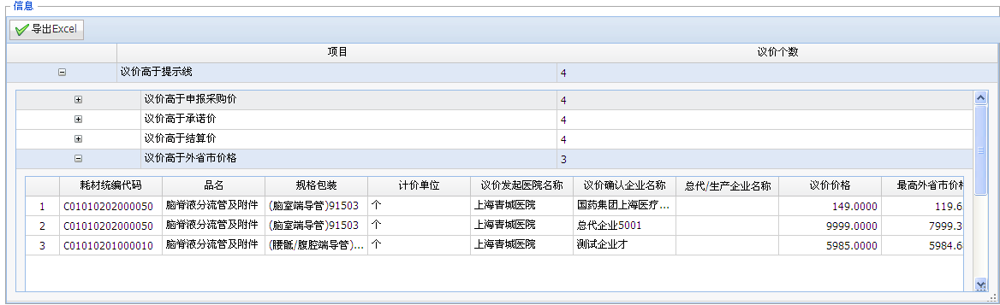 信息
导出Excel
项目 议价个数
议价高于提示线 4
议价高于申报采购价 4
议价高于承诺价 4
议价高于结算价 4
议价高于外省市价格 3
耗材统编代码 品名 规格包装 计价单位 议价发起医院名称 议价确认企业名称 总代/生产企业名称 议价价格 最高外省市价格
1 C01010202000050 脑脊液分流管及附件 (脑室端导管)91503 个 上海青城医院 国药集团上海医疗... 149.0000 119.6
2 C01010202000050 脑脊液分流管及附件 (脑室端导管)91503 个 上海青城医院 总代企业5001 9999.0000 7999.3
3 C01010201000010 脑脊液分流管及附件 (腰骶/腹腔端导管)... 个 上海青城医院 测试企业才 5985.0000 5984.6